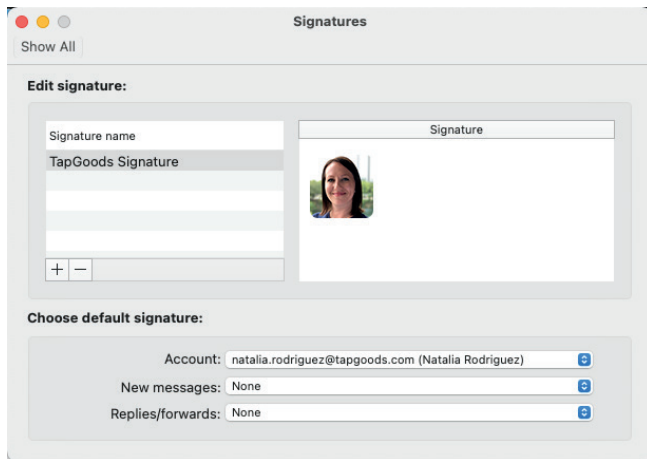 Signatures
Show All
Edit signature:
Signature name
Signature
TapGoods Signature
+ −
Choose default signature:
Account: natalia.rodriguez@tapgoods.com (Natalia Rodriguez)
New messages: None
Replies/forwards: None